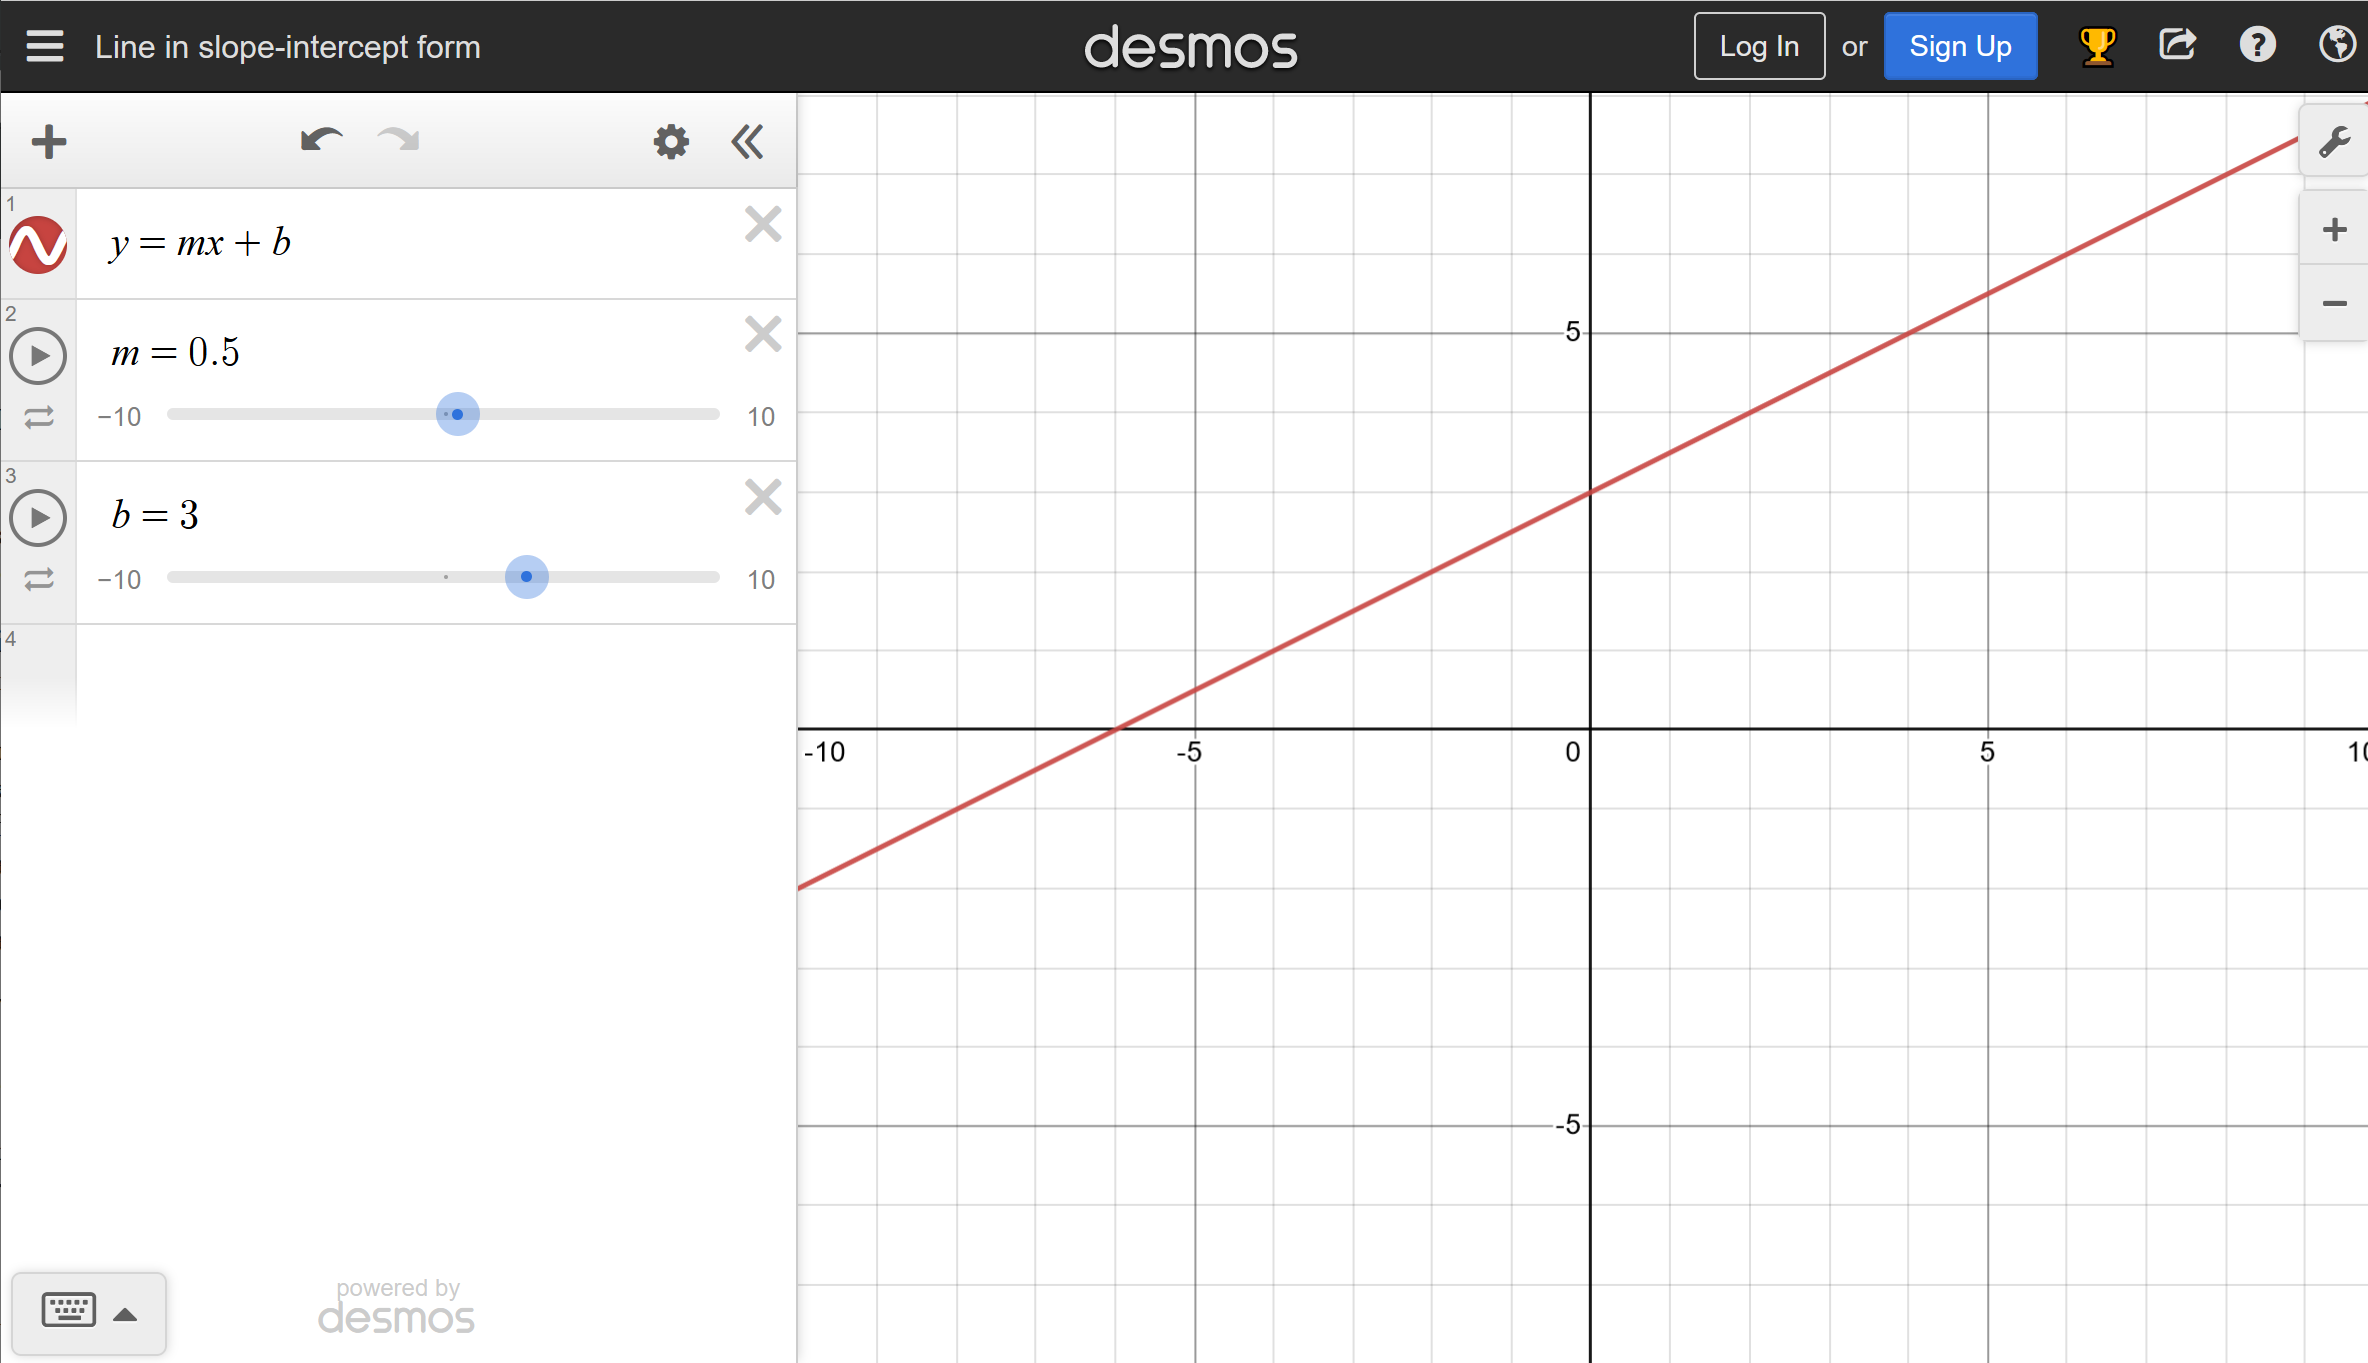 Line in slope-intercept form
desmos
Log In or Sign Up
1
y = mx + b
2
m = 0.5
−10 10
3
b = 3
−10 10
4
powered by
desmos
5
-10 -5 0 5 10
-5